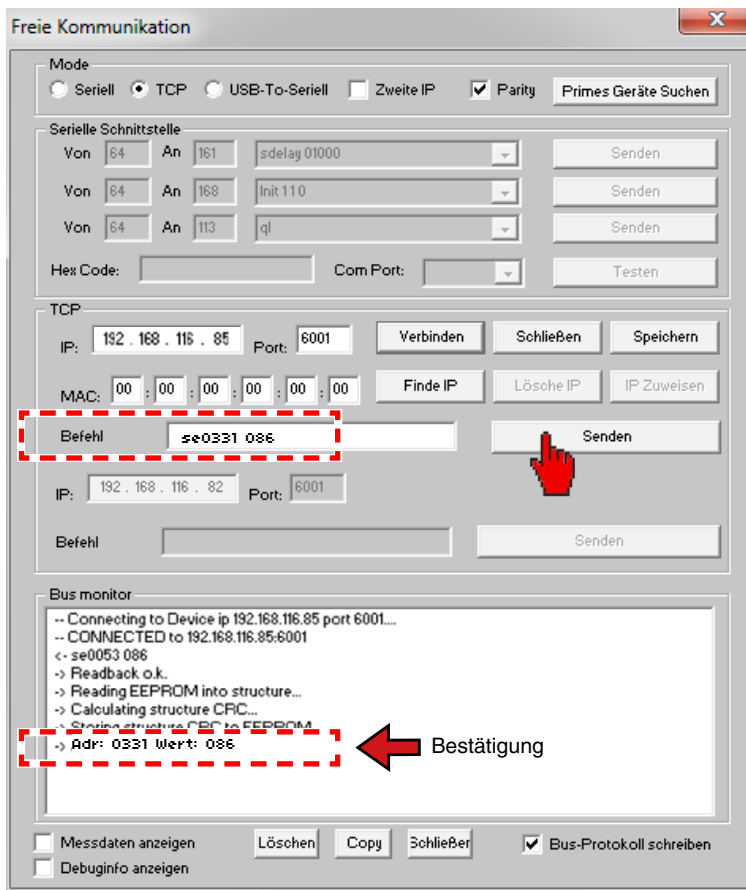 Freie Kommunikation
Mode
Seriell TCP USB-To-Seriell Zweite IP Parity Primes Geräte Suchen
Serielle Schnittstelle
Von 64 An 161 sdelay 01000 Senden
Von 64 An 168 Init 110 Senden
Von 64 An 113 ql Senden
Hex Code: Com Port: Testen
TCP
IP: 192 . 168 . 116 . 85 Port: 6001 Verbinden Schließen Speichern
MAC: 00 : 00 : 00 : 00 : 00 : 00 Finde IP Lösche IP IP Zuweisen
Befehl se0331 086 Senden
IP: 192 . 168 . 116 . 82 Port: 6001
Befehl Senden
Bus monitor
-- Connecting to Device ip 192.168.116.85 port 6001....
-- CONNECTED to 192.168.116.85:6001
<- se0053 086
-> Readback o.k.
-> Reading EEPROM into structure...
-> Calculating structure CRC...
-> Storing structure CRC to EEPROM
-> Adr: 0331 Wert: 086 Bestätigung
Messdaten anzeigen Löschen Copy Schließer Bus-Protokoll schreiben
Debuginfo anzeigen